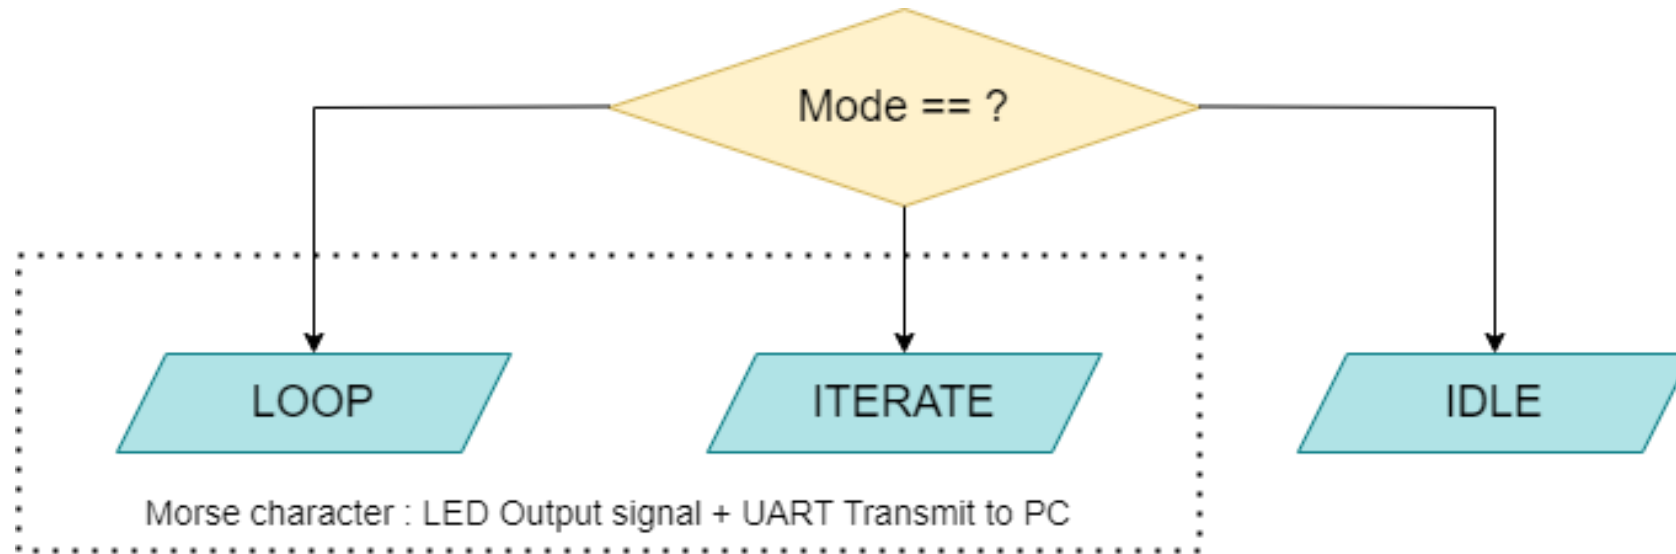 Mode == ?
LOOP
ITERATE
IDLE
Morse character : LED Output signal + UART Transmit to PC